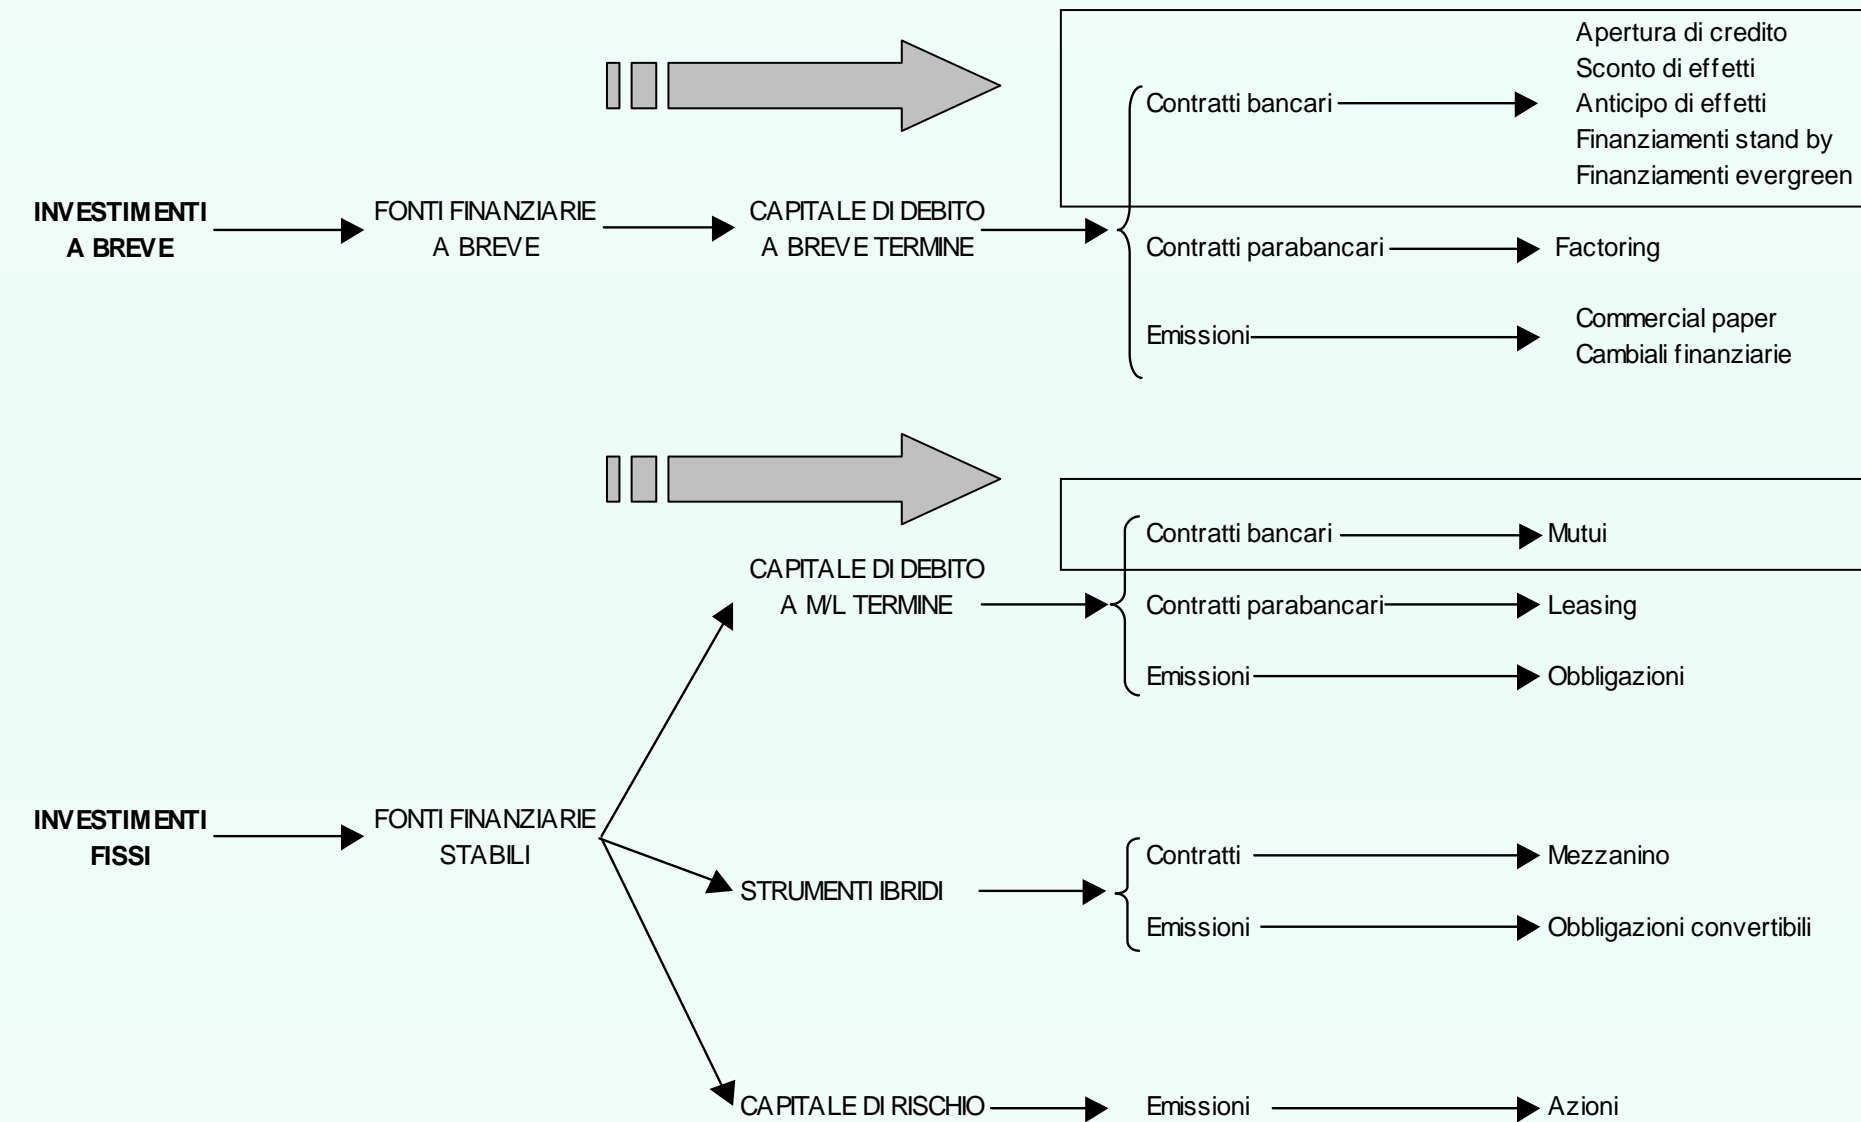 Apertura di credito
Sconto di effetti
Contratti bancari
Anticipo di effetti
Finanziamenti stand by
Finanziamenti evergreen
INVESTIMENTI
A BREVE
FONTI FINANZIARIE
A BREVE
CAPITALE DI DEBITO
A BREVE TERMINE
Contratti parabancari
Factoring
Emissioni
Commercial paper
Cambiali finanziarie
Contratti bancari
Mutui
CAPITALE DI DEBITO
A M/L TERMINE
Contratti parabancari
Leasing
Emissioni
Obbligazioni
INVESTIMENTI
FISSI
FONTI FINANZIARIE
STABILI
STRUMENTI IBRIDI
Contratti
Mezzanino
Emissioni
Obbligazioni convertibili
CAPITALE DI RISCHIO
Emissioni
Azioni